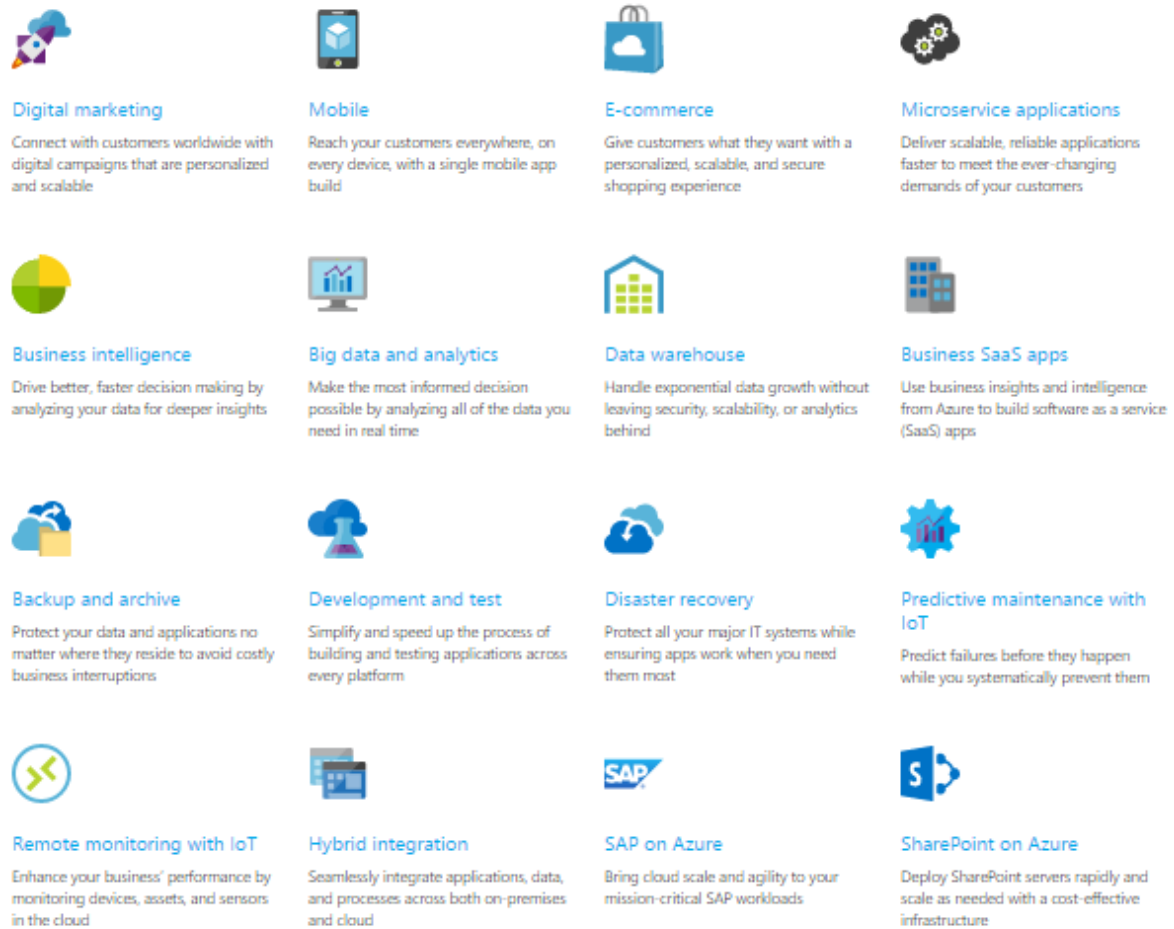 Digital marketing
Connect with customers worldwide with
digital campaigns that are personalized
and scalable
Mobile
Reach your customers everywhere, on
every device, with a single mobile app
build
E-commerce
Give customers what they want with a
personalized, scalable, and secure
shopping experience
Microservice applications
Deliver scalable, reliable applications
faster to meet the ever-changing
demands of your customers
Business intelligence
Drive better, faster decision making by
analyzing your data for deeper insights
Big data and analytics
Make the most informed decision
possible by analyzing all of the data you
need in real time
Data warehouse
Handle exponential data growth without
leaving security, scalability, or analytics
behind
Business SaaS apps
Use business insights and intelligence
from Azure to build software as a service
(SaaS) apps
Backup and archive
Protect your data and applications no
matter where they reside to avoid costly
business interruptions
Development and test
Simplify and speed up the process of
building and testing applications across
every platform
Disaster recovery
Protect all your major IT systems while
ensuring apps work when you need
them most
Predictive maintenance with
IoT
Predict failures before they happen
while you systematically prevent them
Remote monitoring with IoT
Enhance your business' performance by
monitoring devices, assets, and sensors
in the cloud
Hybrid integration
Seamlessly integrate applications, data,
and processes across both on-premises
and cloud
SAP
SAP on Azure
Bring cloud scale and agility to your
mission-critical SAP workloads
S
SharePoint on Azure
Deploy SharePoint servers rapidly and
scale as needed with a cost-effective
infrastructure